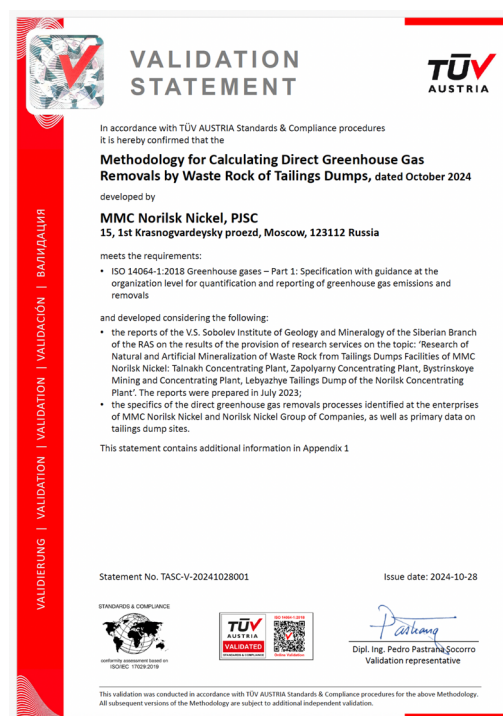 VALIDATION
STATEMENT
TÜV
AUSTRIA
In accordance with TÜV AUSTRIA Standards & Compliance procedures
it is hereby confirmed that the
Methodology for Calculating Direct Greenhouse Gas
Removals by Waste Rock of Tailings Dumps, dated October 2024
developed by
MMC Norilsk Nickel, PJSC
15, 1st Krasnogvardeysky proezd, Moscow, 123112 Russia
meets the requirements:
• ISO 14064-1:2018 Greenhouse gases – Part 1: Specification with guidance at the
organization level for quantification and reporting of greenhouse gas emissions and
removals
and developed considering the following:
• the reports of the V.S. Sobolev Institute of Geology and Mineralogy of the Siberian Branch
of the RAS on the results of the provision of research services on the topic: ‘Research of
Natural and Artificial Mineralization of Waste Rock from Tailings Dumps Facilities of MMC
Norilsk Nickel: Talnakh Concentrating Plant, Zapolyarny Concentrating Plant, Bystrinskoye
Mining and Concentrating Plant, Lebyazhye Tailings Dump of the Norilsk Concentrating
Plant’. The reports were prepared in July 2023;
• the specifics of the direct greenhouse gas removals processes identified at the enterprises
of MMC Norilsk Nickel and Norilsk Nickel Group of Companies, as well as primary data on
tailings dump sites.
This statement contains additional information in Appendix 1
VALIDIERUNG | VALIDATION | VALIDATION | VALIDACIÓN | ВАЛИДАЦИЯ
Statement No. TASC-V-20241028001
Issue date: 2024-10-28
STANDARDS & COMPLIANCE
conformity assessment based on
ISO/IEC 17029:2019
TÜV
AUSTRIA
VALIDATED
STANDARDS & COMPLIANCE
ISO 14064-1:2018
Online Validation
Dipl. Ing. Pedro Pastrana Socorro
Validation representative
This validation was conducted in accordance with TÜV AUSTRIA Standards & Compliance procedures for the above Methodology.
All subsequent versions of the Methodology are subject to additional independent validation.